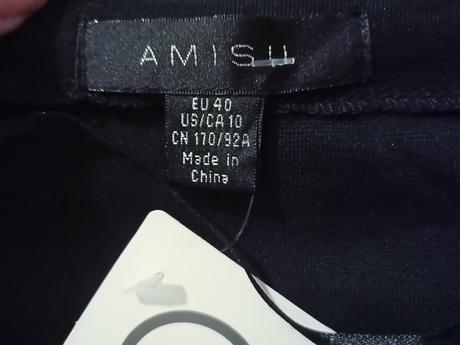 AMISU
EU 40
US/CA 10
CN 170/92A
Made in
China